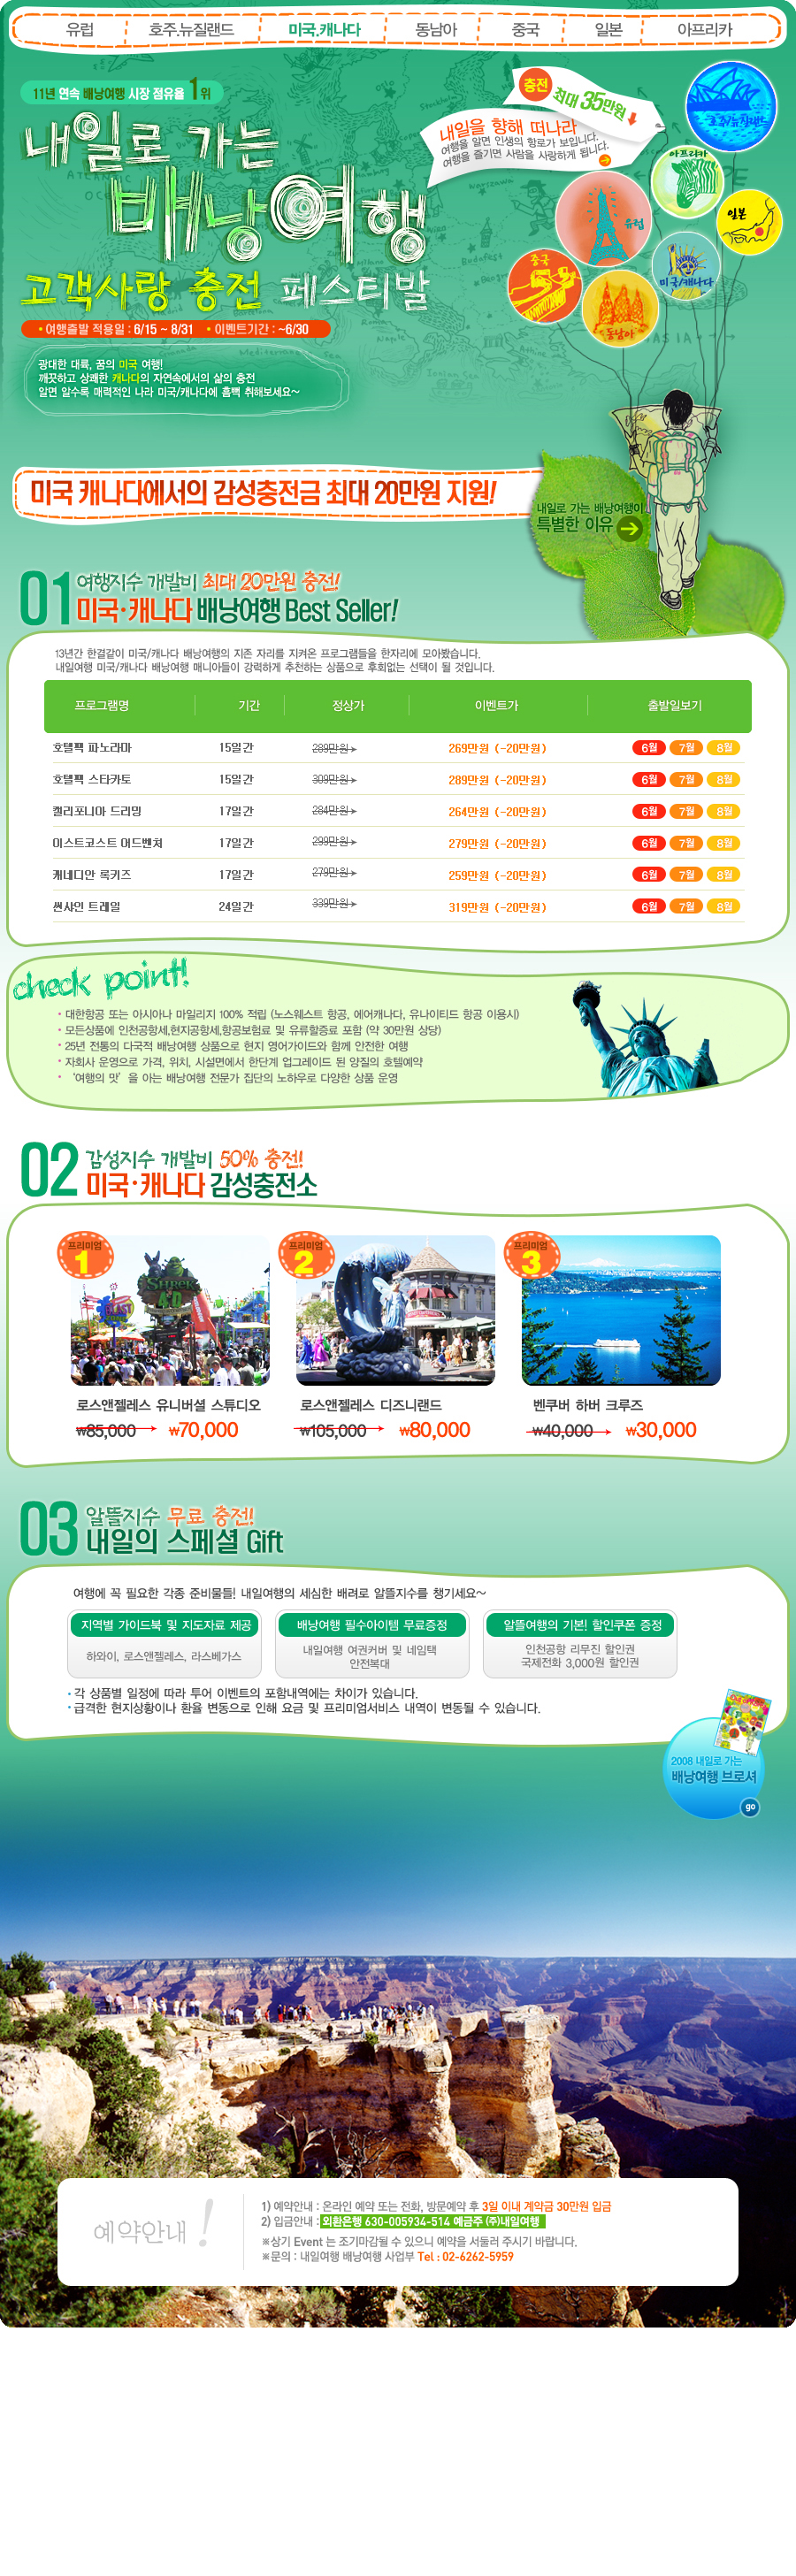 유럽 호주.뉴질랜드 미국.캐나다 동남아 중국 일본 아프리카
11년 연속 배낭여행 시장 점유율 1위
충전 최대 35만원
내일을 향해 떠나라
여행을 알면 인생의 항로가 보입니다.
여행을 즐기면 사람을 사랑하게 됩니다.
내일로 가는
배낭여행
고객사랑 충전 페스티발
호주/뉴질랜드
아프리카
일본
유럽
미국/캐나다
중국
동남아
• 여행출발 적용일 : 6/15 ~ 8/31 • 이벤트기간 : ~6/30
광대한 대륙, 꿈의 미국 여행!
깨끗하고 상쾌한 캐나다의 자연속에서의 삶의 충전
알면 알수록 매력적인 나라 미국/캐나다에 흠뻑 취해보세요~
미국 캐나다에서의 감성충전금 최대 20만원 지원!
내일로 가는 배낭여행이
특별한 이유
01 여행지수 개발비 최대 20만원 충전!
미국·캐나다 배낭여행 Best Seller!
13년간 한결같이 미국/캐나다 배낭여행의 지존 자리를 지켜온 프로그램들을 한자리에 모아봤습니다.
내일여행 미국/캐나다 배낭여행 매니아들이 강력하게 추천하는 상품으로 후회없는 선택이 될 것입니다.
프로그램명 기간 정상가 이벤트가 출발일보기
호텔팩 파노라마 15일간 289만원 269만원 (-20만원) 6월 7월 8월
호텔팩 스타카토 15일간 309만원 289만원 (-20만원) 6월 7월 8월
캘리포니아 드리밍 17일간 284만원 264만원 (-20만원) 6월 7월 8월
이스트코스트 어드벤쳐 17일간 299만원 279만원 (-20만원) 6월 7월 8월
캐네디안 록키즈 17일간 279만원 259만원 (-20만원) 6월 7월 8월
썬샤인 트레일 24일간 339만원 319만원 (-20만원) 6월 7월 8월
check point!
• 대한항공 또는 아시아나 마일리지 100% 적립 (노스웨스트 항공, 에어캐나다, 유나이티드 항공 이용시)
• 모든상품에 인천공항세,현지공항세,항공보험료 및 유류할증료 포함 (약 30만원 상당)
• 25년 전통의 다국적 배낭여행 상품으로 현지 영어가이드와 함께 안전한 여행
• 자회사 운영으로 가격, 위치, 시설면에서 한단계 업그레이드 된 양질의 호텔예약
• '여행의 맛' 을 아는 배낭여행 전문가 집단의 노하우로 다양한 상품 운영
02 감성지수 개발비 50% 충전!
미국·캐나다 감성충전소
프리미엄 1 프리미엄 2 프리미엄 3
SHREK 4-D
로스앤젤레스 유니버셜 스튜디오 로스앤젤레스 디즈니랜드 벤쿠버 하버 크루즈
₩85,000 ₩70,000 ₩105,000 ₩80,000 ₩40,000 ₩30,000
03 알뜰지수 무료 충전!
내일의 스페셜 Gift
여행에 꼭 필요한 각종 준비물들! 내일여행의 세심한 배려로 알뜰지수를 챙기세요~
지역별 가이드북 및 지도자료 제공 배낭여행 필수아이템 무료증정 알뜰여행의 기본! 할인쿠폰 증정
하와이, 로스앤젤레스, 라스베가스
내일여행 여권커버 및 네임택
안전복대
인천공항 리무진 할인권
국제전화 3,000원 할인권
• 각 상품별 일정에 따라 투어 이벤트의 포함내역에는 차이가 있습니다.
• 급격한 현지상황이나 환율 변동으로 인해 요금 및 프리미엄서비스 내역이 변동될 수 있습니다.
2008 내일로 가는
배낭여행 브로셔
go
예약안내 !
1) 예약안내 : 온라인 예약 또는 전화, 방문예약 후 3일 이내 계약금 30만원 입금
2) 입금안내 : 외환은행 630-005934-514 예금주 (주)내일여행
※상기 Event 는 조기마감될 수 있으니 예약을 서둘러 주시기 바랍니다.
※문의 : 내일여행 배낭여행 사업부 Tel : 02-6262-5959